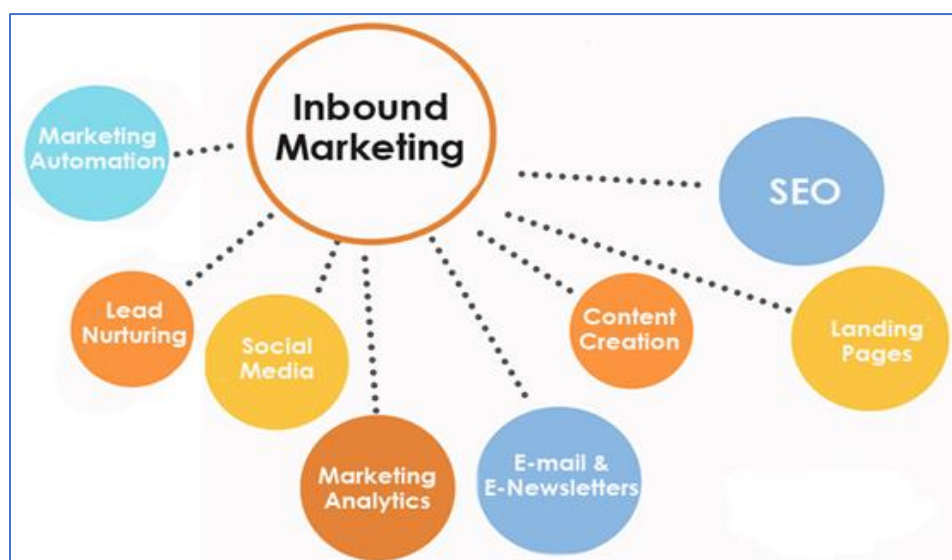 Inbound
Marketing
Marketing
Automation
SEO
Lead
Nurturing
Social
Media
Content
Creation
Landing
Pages
Marketing
Analytics
E-mail &
E-Newsletters